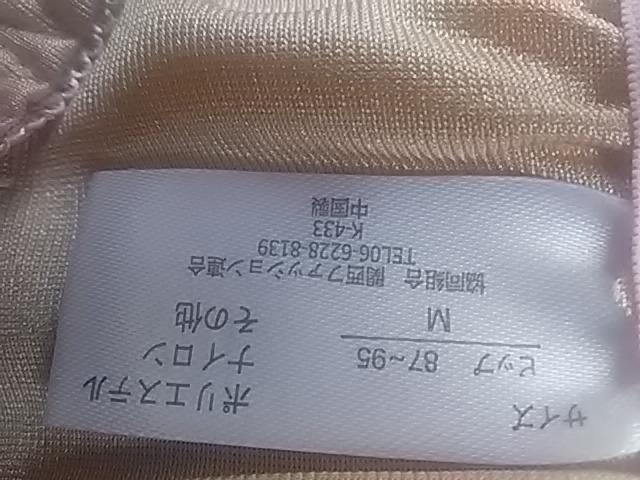 サイズ
ヒップ 87~95
M
ポリエステル
ナイロン
その他
協同組合 関西ファッション連合
TEL06-6228-8139
K-433
中国製